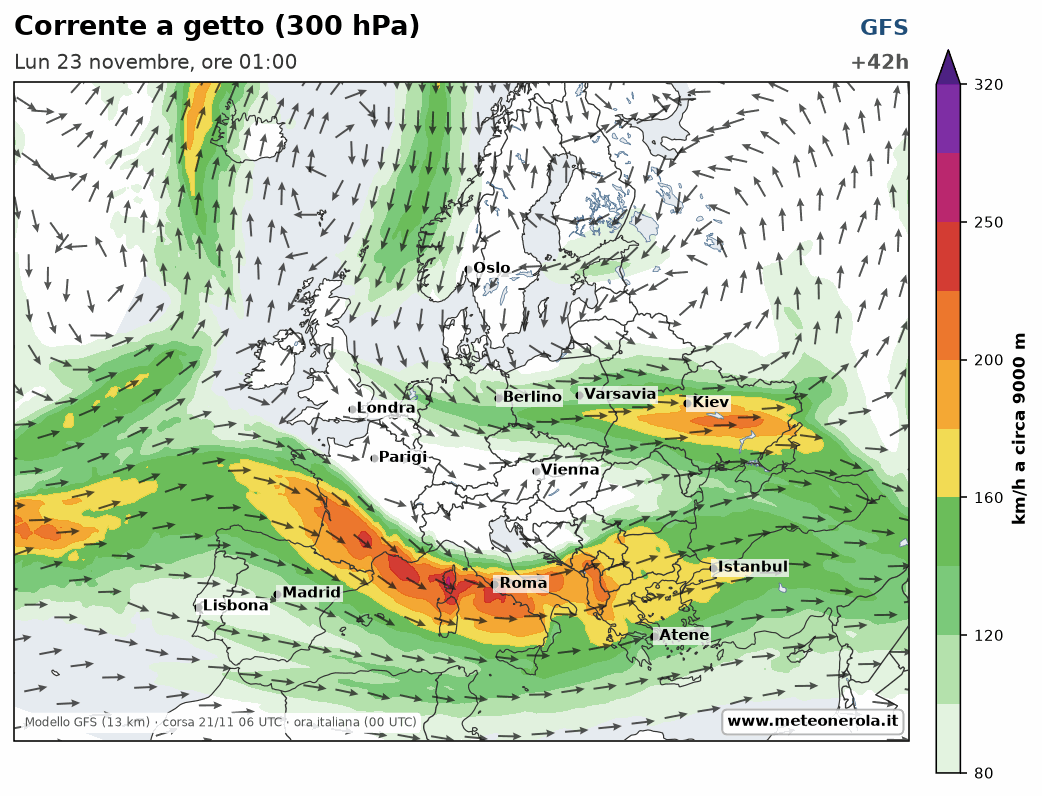 Corrente a getto (300 hPa)
GFS
Lun 23 novembre, ore 01:00
+42h
320
250
200
160
120
80
km/h a circa 9000 m
Oslo
Berlino
Varsavia
Kiev
Londra
Parigi
Vienna
Istanbul
Roma
Madrid
Lisbona
Atene
Modello GFS (13 km) · corsa 21/11 06 UTC · ora italiana (00 UTC)
www.meteonerola.it